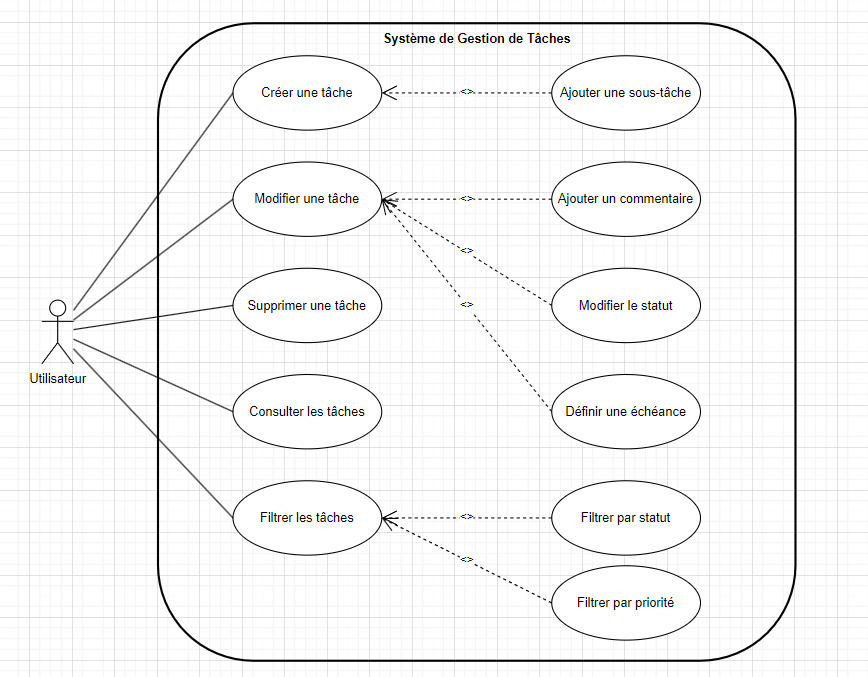 Système de Gestion de Tâches
Créer une tâche
<>
Ajouter une sous-tâche
Modifier une tâche
<>
Ajouter un commentaire
<>
Supprimer une tâche
<>
Modifier le statut
Utilisateur
Consulter les tâches
Définir une échéance
Filtrer les tâches
<>
Filtrer par statut
<>
Filtrer par priorité